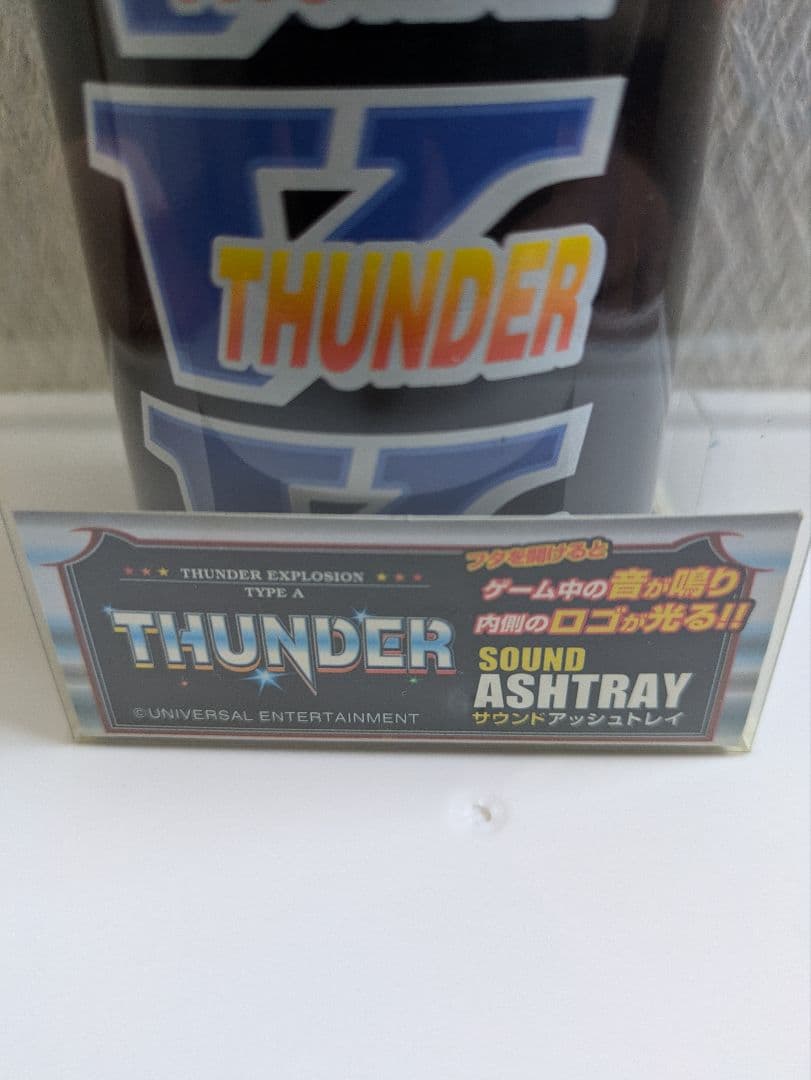 V
THUNDER
THUNDER EXPLOSION
TYPE A
THUNDER
©UNIVERSAL ENTERTAINMENT
フタを開けると
ゲーム中の音が鳴り
内側のロゴが光る!!
SOUND
ASHTRAY
サウンドアッシュトレイ